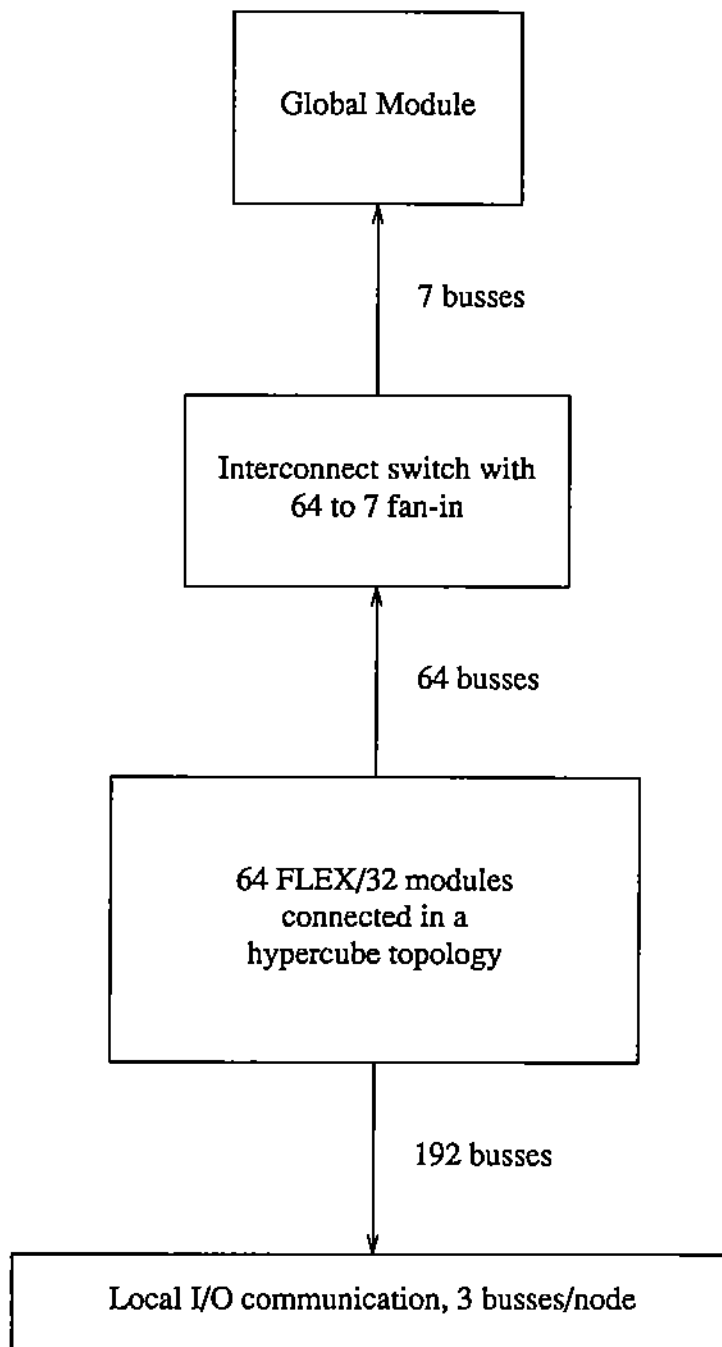 Global Module
7 busses
Interconnect switch with
64 to 7 fan-in
64 busses
64 FLEX/32 modules
connected in a
hypercube topology
192 busses
Local I/O communication, 3 busses/node